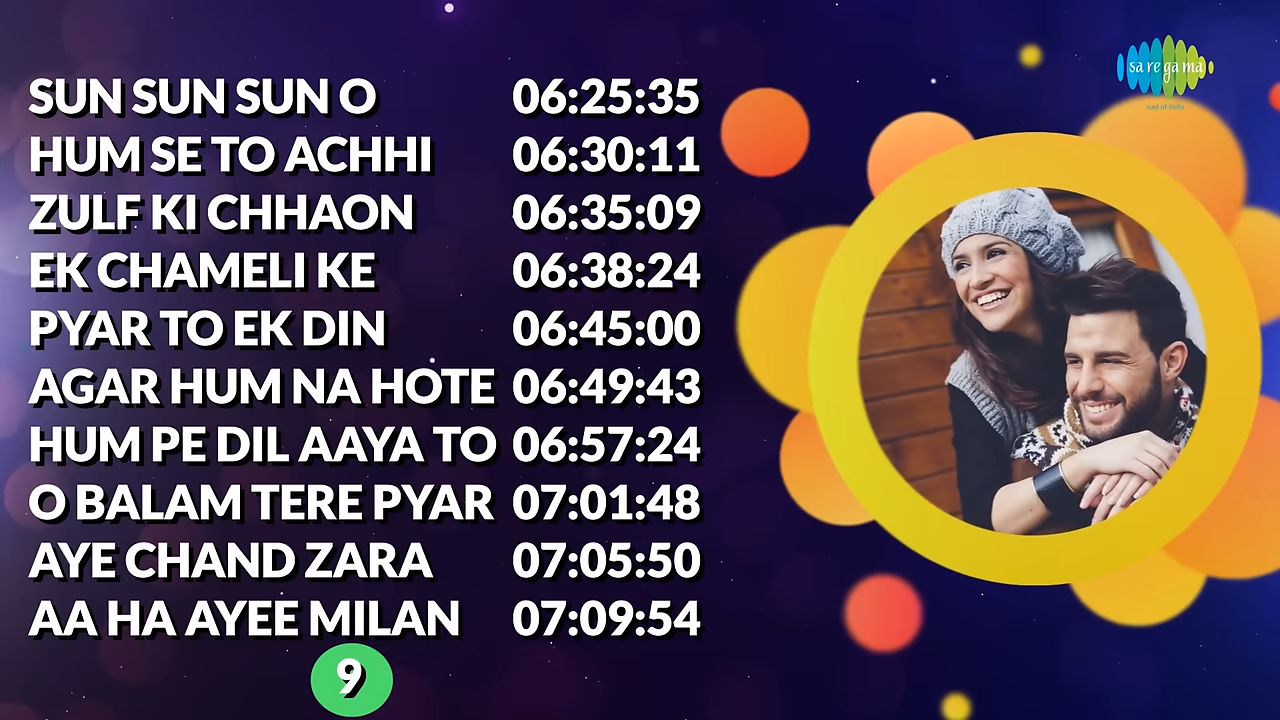 SUN SUN SUN O 06:25:35
HUM SE TO ACHHI 06:30:11
ZULF KI CHHAON 06:35:09
EK CHAMELI KE 06:38:24
PYAR TO EK DIN 06:45:00
AGAR HUM NA HOTE 06:49:43
HUM PE DIL AAYA TO 06:57:24
O BALAM TERE PYAR 07:01:48
AYE CHAND ZARA 07:05:50
AA HA AYEE MILAN 07:09:54
9
sa re ga ma
soul of India